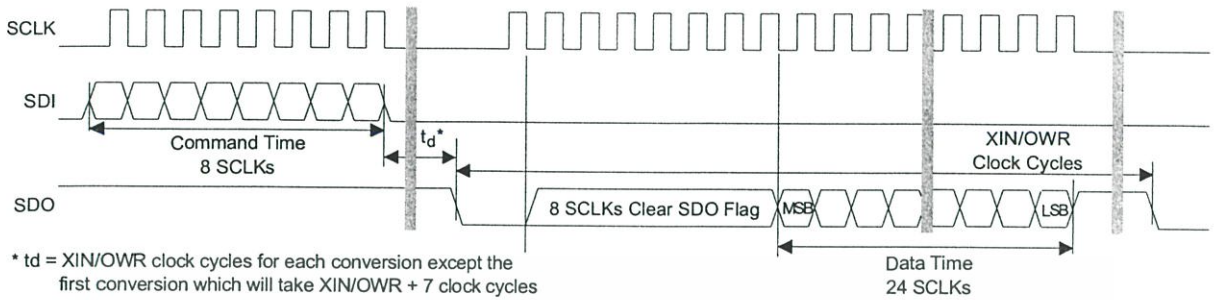 SCLK
SDI
Command Time
8 SCLKs
td*
XIN/OWR
Clock Cycles
SDO
8 SCLKs Clear SDO Flag
MSB
LSB
Data Time
24 SCLKs
* td = XIN/OWR clock cycles for each conversion except the
first conversion which will take XIN/OWR + 7 clock cycles